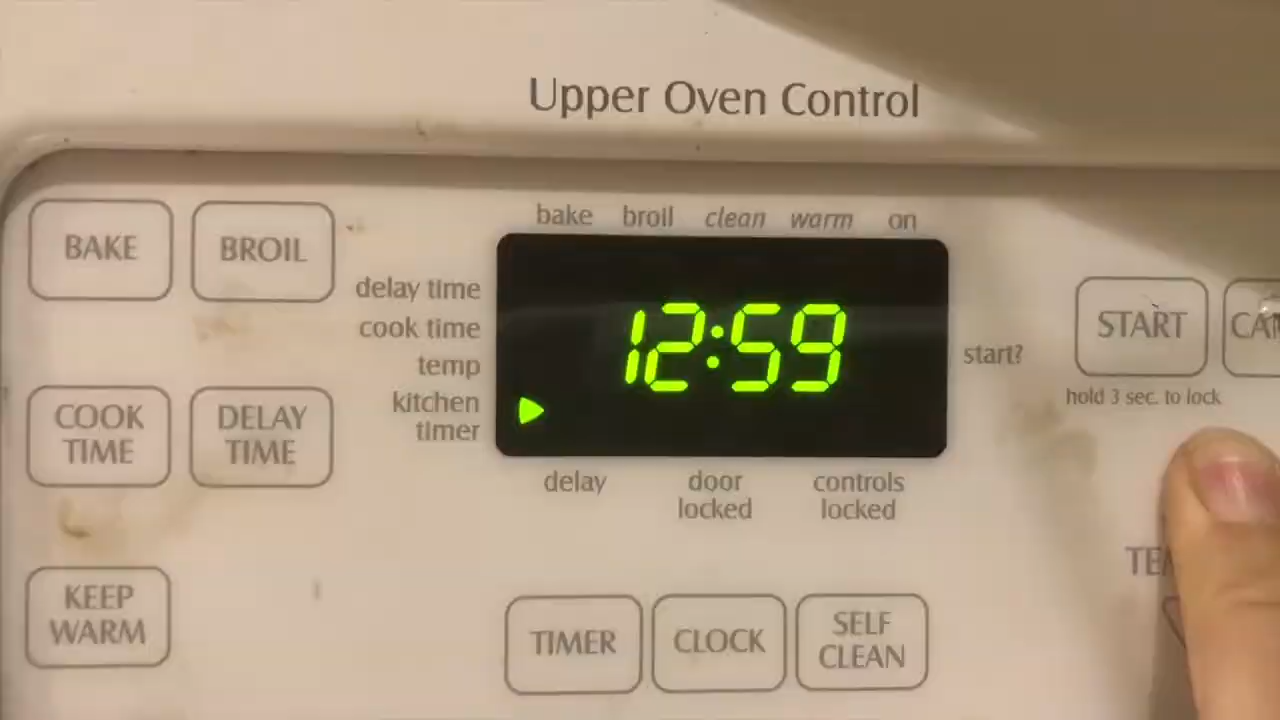 Upper Oven Control
bake broil clean warm on
BAKE
BROIL
delay time
cook time
temp
kitchen
timer
12:59
start?
START
hold 3 sec. to lock
COOK
TIME
DELAY
TIME
delay
door
locked
controls
locked
KEEP
WARM
TIMER
CLOCK
SELF
CLEAN